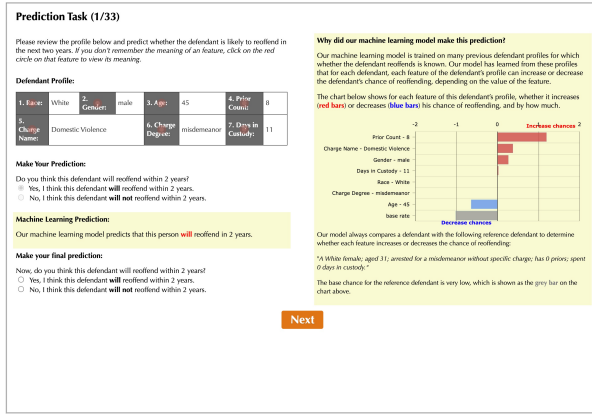 Prediction Task (1/33)
Please review the profile below and predict whether the defendant is likely to reoffend in
the next two years. If you don't remember the meaning of an feature, click on the red
circle on that feature to view its meaning.
Defendant Profile:
1. Race: White 2. Gender: male 3. Age: 45 4. Prior Count: 8
5. Charge Name: Domestic Violence 6. Charge Degree: misdemeanor 7. Days in Custody: 11
Make Your Prediction:
Do you think this defendant will reoffend within 2 years?
Yes, I think this defendant will reoffend within 2 years.
No, I think this defendant will not reoffend within 2 years.
Machine Learning Prediction:
Our machine learning model predicts that this person will reoffend in 2 years.
Make your final prediction:
Now, do you think this defendant will reoffend within 2 years?
Yes, I think this defendant will reoffend within 2 years.
No, I think this defendant will not reoffend within 2 years.
Why did our machine learning model make this prediction?
Our machine learning model is trained on many previous defendant profiles for which
whether the defendant reoffends is known. Our model has learned from these profiles
that for each defendant, each feature of the defendant's profile can increase or decrease
the defendant's chance of reoffending, depending on the value of the feature.
The chart below shows for each feature of this defendant's profile, whether it increases
(red bars) or decreases (blue bars) his chance of reoffending, and by how much.
-2 -1 0 1 2
Increase chances
Prior Count - 8
Charge Name - Domestic Violence
Gender - male
Days in Custody - 11
Race - White
Charge Degree - misdemeanor
Age - 45
base rate
Decrease chances
Our model always compares a defendant with the following reference defendant to determine
whether each feature increases or decreases the chance of reoffending:
"A White female; aged 31; arrested for a misdemeanor without specific charge; has 0 priors; spent
0 days in custody."
The base chance for the reference defendant is very low, which is shown as the grey bar on the
chart above.
Next